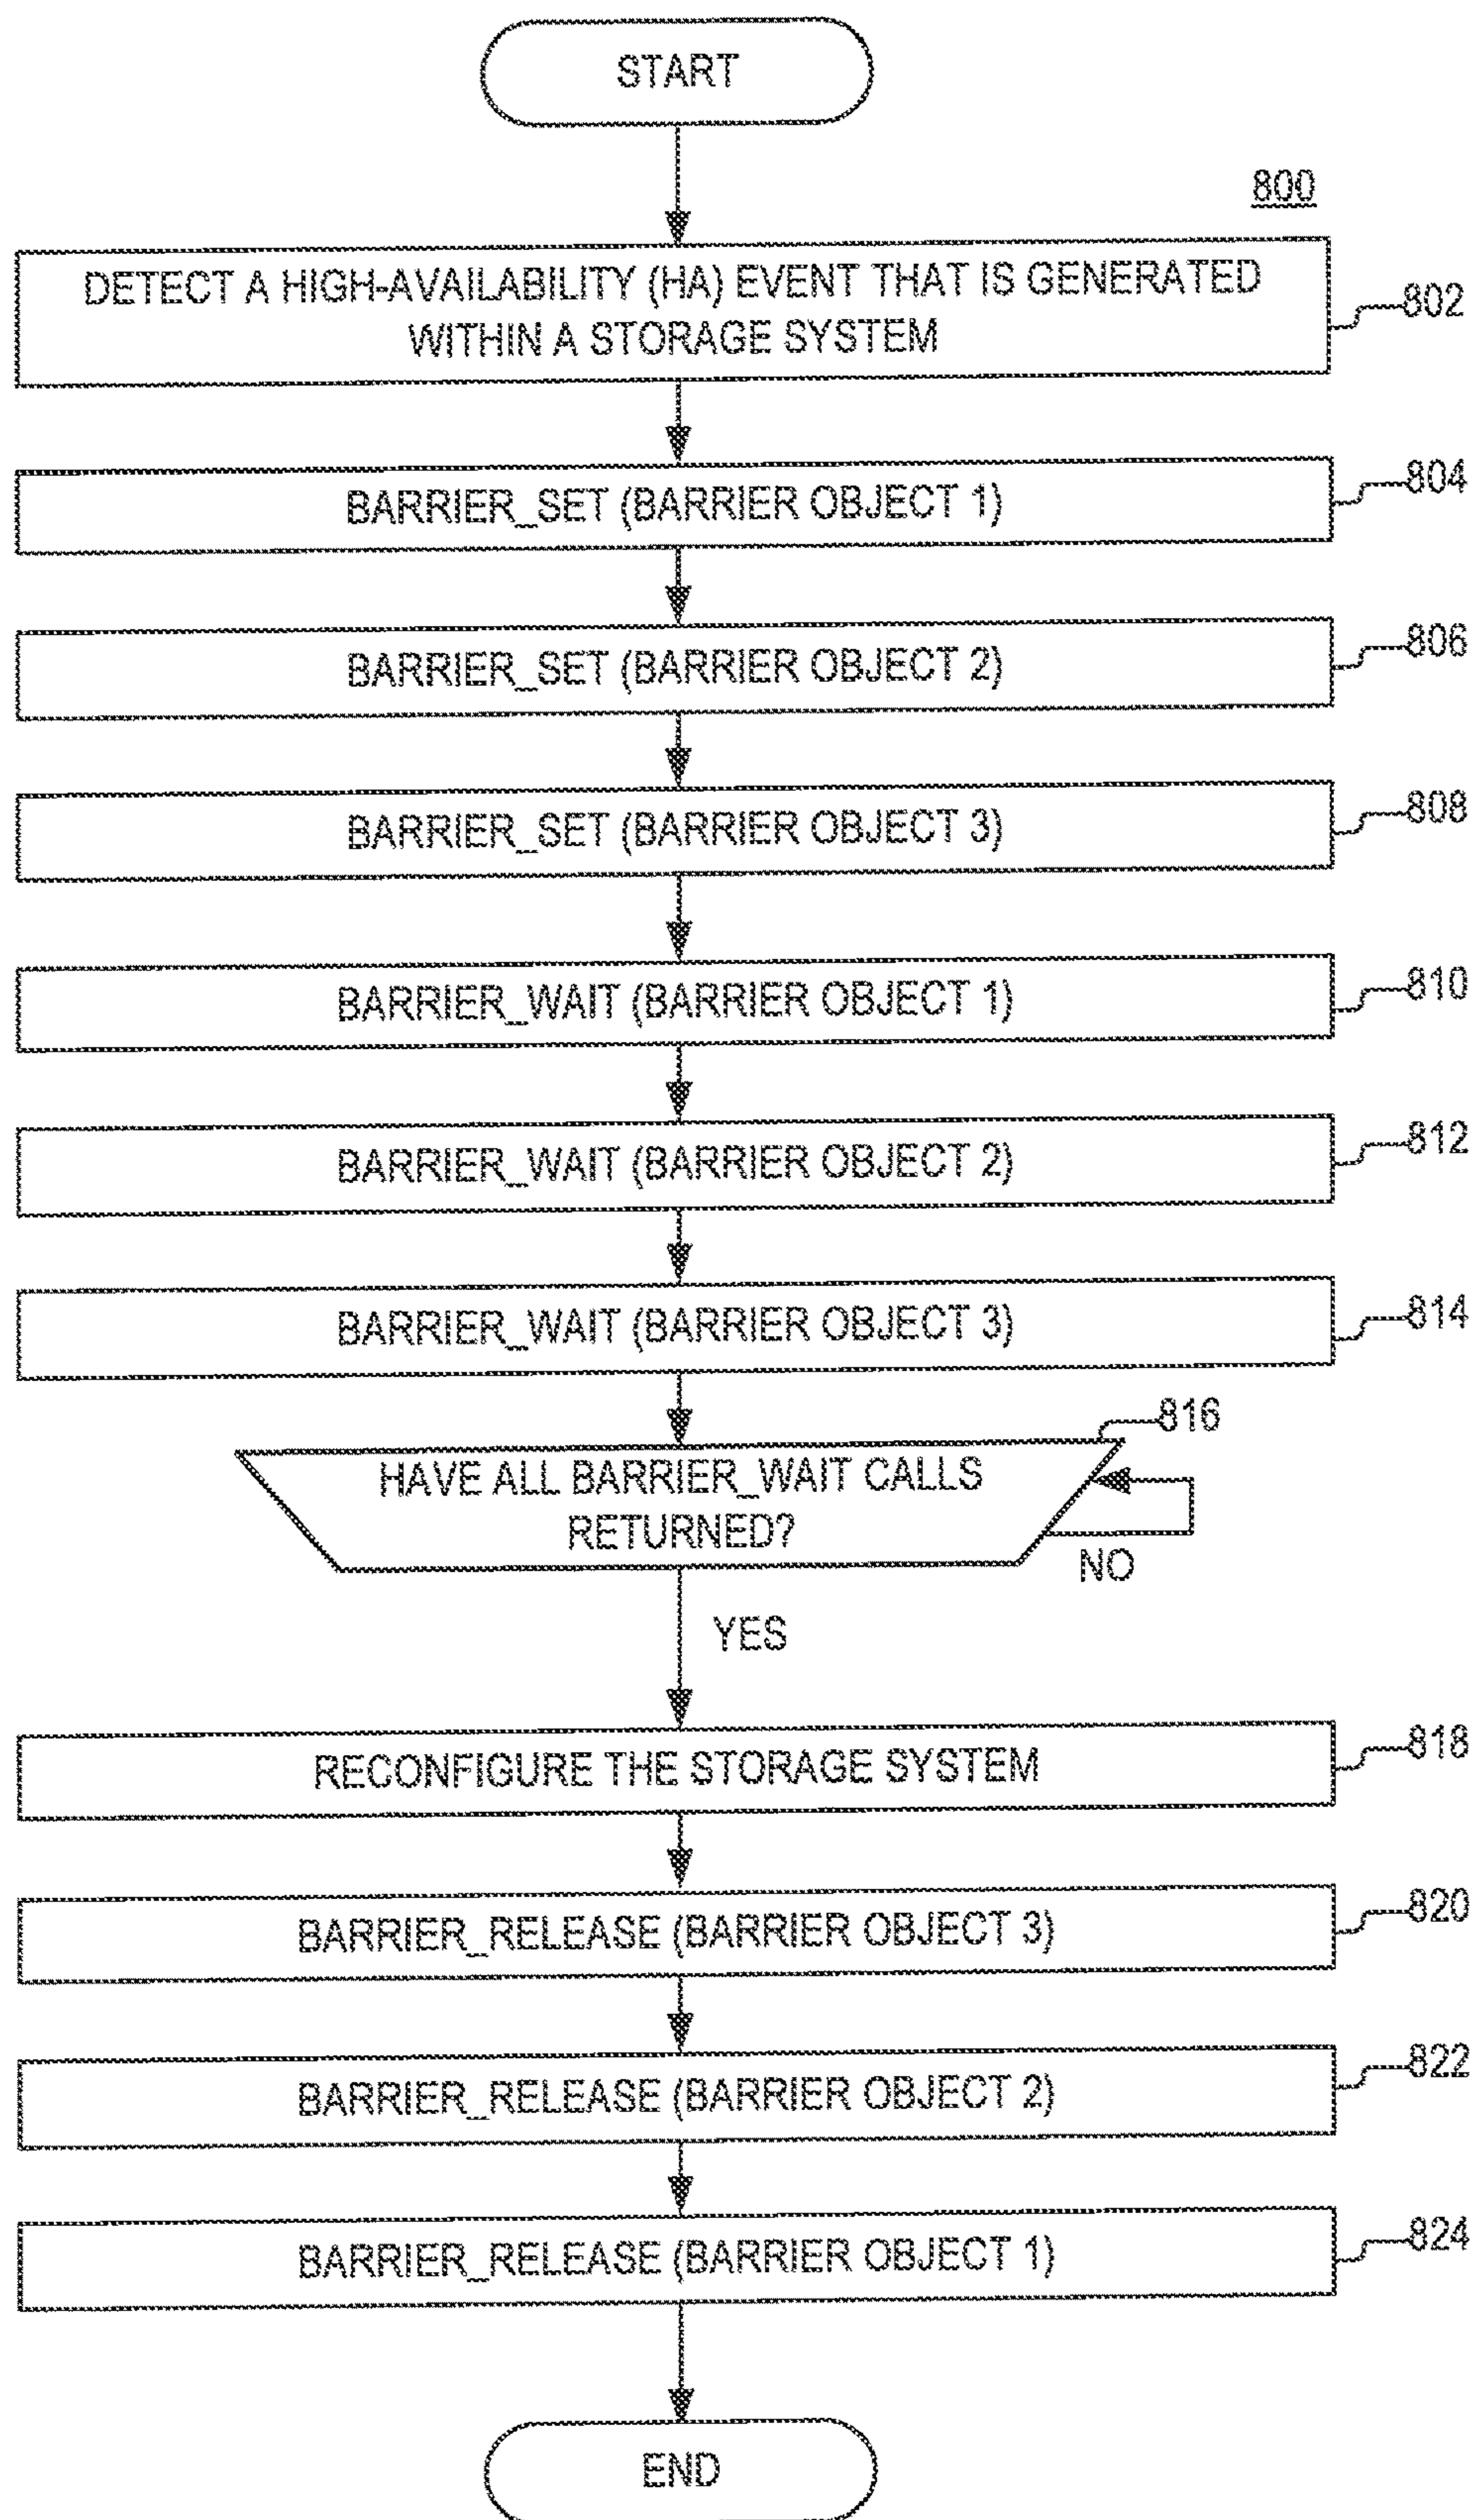 START
800
DETECT A HIGH-AVAILABILITY (HA) EVENT THAT IS GENERATED
WITHIN A STORAGE SYSTEM
802
BARRIER_SET (BARRIER OBJECT 1)
804
BARRIER_SET (BARRIER OBJECT 2)
806
BARRIER_SET (BARRIER OBJECT 3)
808
BARRIER_WAIT (BARRIER OBJECT 1)
810
BARRIER_WAIT (BARRIER OBJECT 2)
812
BARRIER_WAIT (BARRIER OBJECT 3)
814
816
HAVE ALL BARRIER_WAIT CALLS
RETURNED?
NO
YES
RECONFIGURE THE STORAGE SYSTEM
818
BARRIER_RELEASE (BARRIER OBJECT 3)
820
BARRIER_RELEASE (BARRIER OBJECT 2)
822
BARRIER_RELEASE (BARRIER OBJECT 1)
824
END